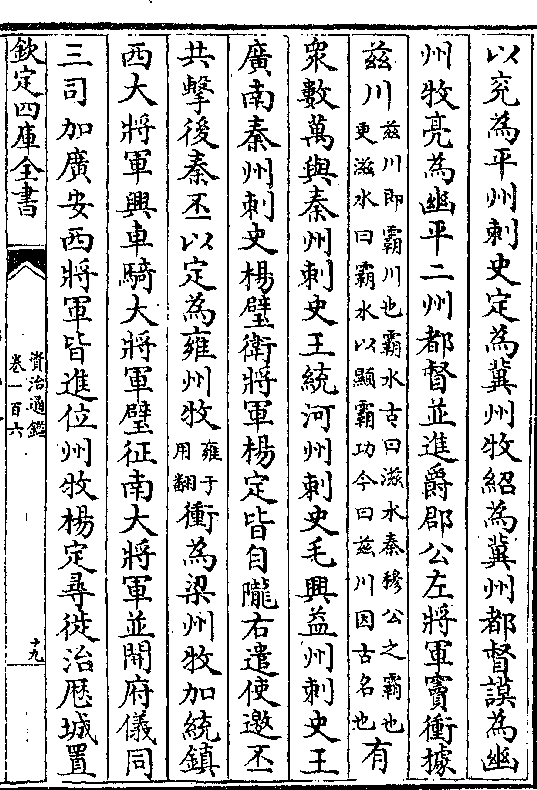 以兖為平州刺史定為冀州牧紹為冀州都督謨為幽
州牧亮為幽平二州都督並進爵郡公左將軍竇衝據
兹川兹川即霸川也霸水古曰滋水秦穆公之霸也
更滋水曰霸水以顯霸功今曰兹川因古名也有
衆數萬與秦州刺史王統河州刺史毛興益州刺史王
廣南秦州刺史楊璧衛將軍楊定皆自隴右遣使邀丕
共擊後秦丕以定為雍州牧雍于
用翻衝為梁州牧加統鎮
西大將軍興車騎大將軍璧征南大將軍並開府儀同
三司加廣安西將軍皆進位州牧楊定尋徙治歴城置
欽定四庫全書
資治通鑑
卷一百六
十九